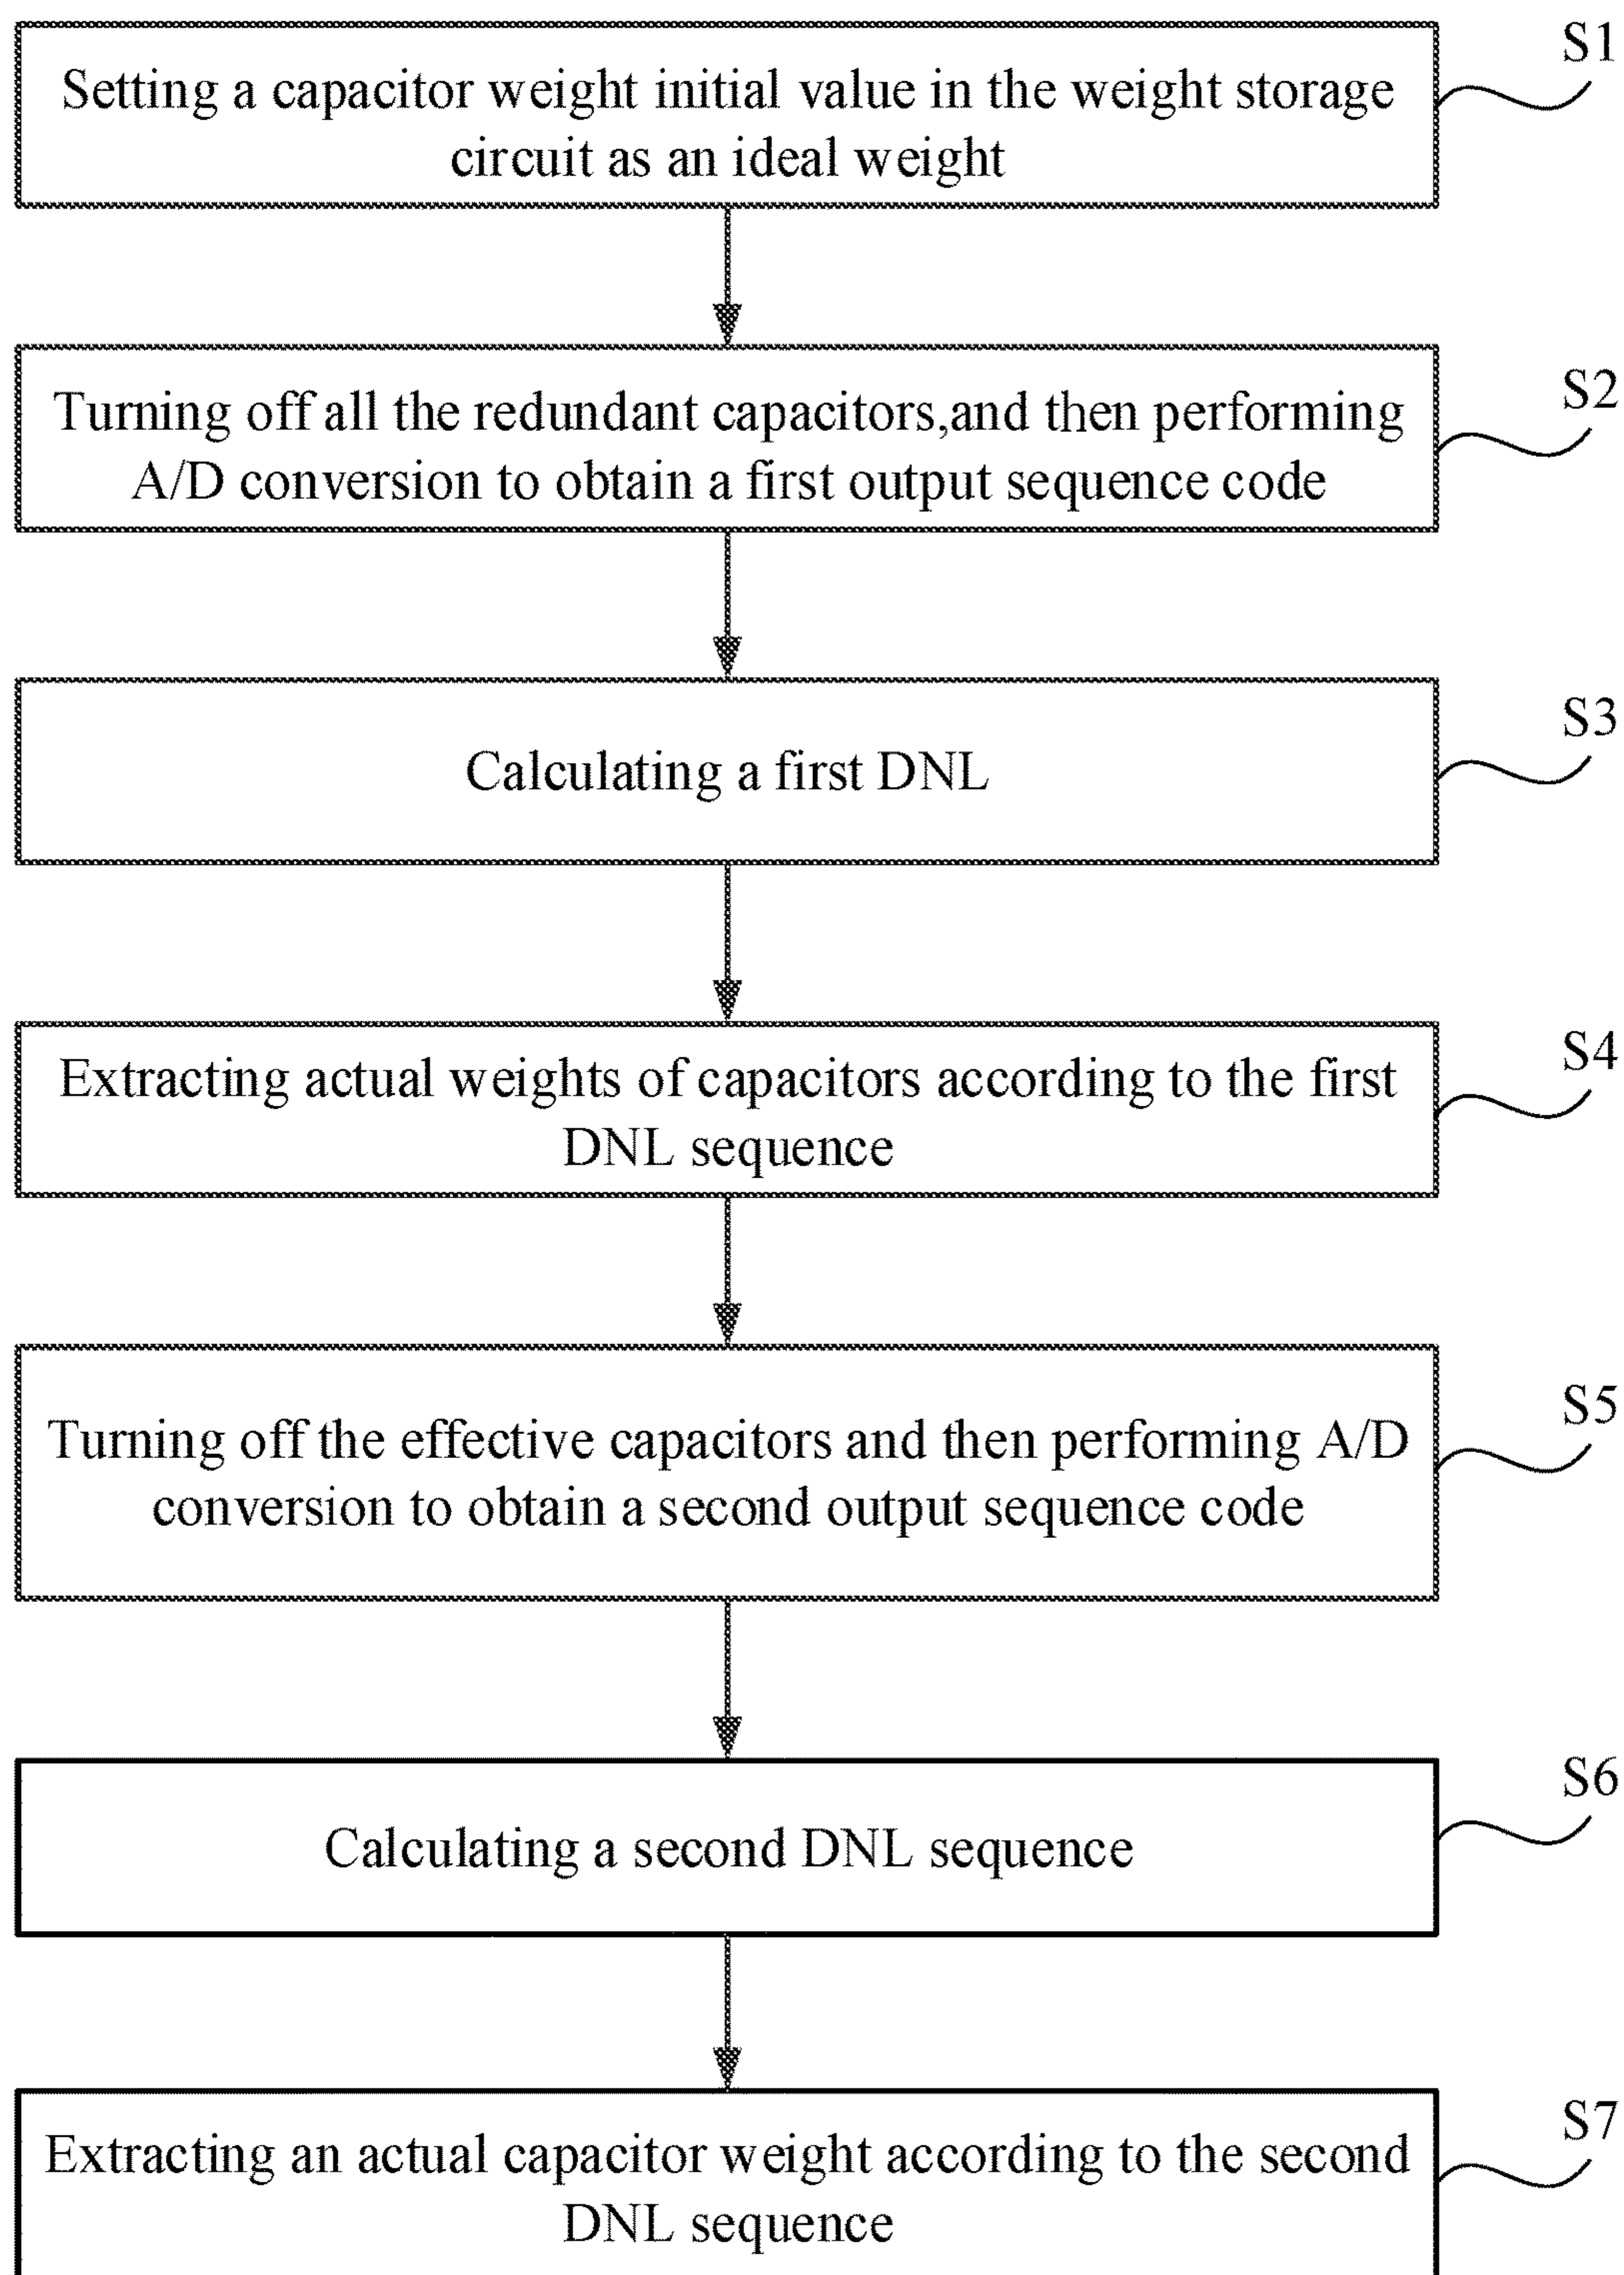 S1
Setting a capacitor weight initial value in the weight storage
circuit as an ideal weight
S2
Turning off all the redundant capacitors,and then performing
A/D conversion to obtain a first output sequence code
S3
Calculating a first DNL
S4
Extracting actual weights of capacitors according to the first
DNL sequence
S5
Turning off the effective capacitors and then performing A/D
conversion to obtain a second output sequence code
S6
Calculating a second DNL sequence
S7
Extracting an actual capacitor weight according to the second
DNL sequence